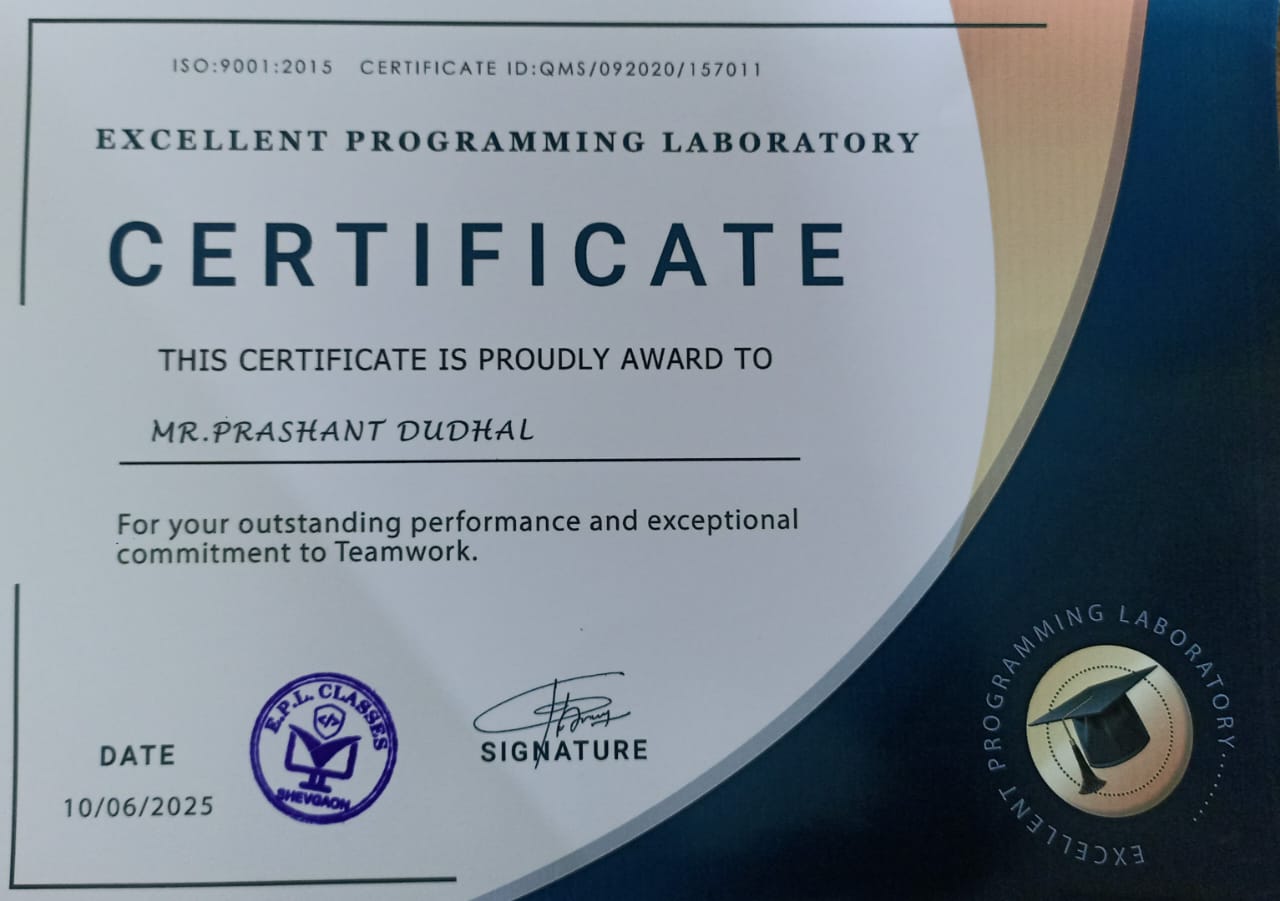 ISO:9001:2015 CERTIFICATE ID:QMS/092020/157011
EXCELLENT PROGRAMMING LABORATORY
CERTIFICATE
THIS CERTIFICATE IS PROUDLY AWARD TO
MR.PRASHANT DUDHAL
For your outstanding performance and exceptional
commitment to Teamwork.
E.P.L. CLASSES
</>
SHEVGAON
SIGNATURE
DATE
10/06/2025
EXCELLENT PROGRAMMING LABORATORY..........